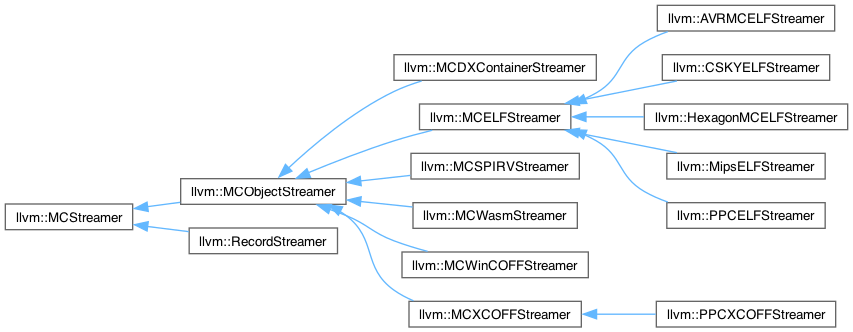 llvm::AVRMCELFStreamer
llvm::MCDXContainerStreamer
llvm::CSKYELFStreamer
llvm::MCELFStreamer
llvm::HexagonMCELFStreamer
llvm::MCSPIRVStreamer
llvm::MipsELFStreamer
llvm::MCObjectStreamer
llvm::MCStreamer
llvm::MCWasmStreamer
llvm::PPCELFStreamer
llvm::RecordStreamer
llvm::MCWinCOFFStreamer
llvm::MCXCOFFStreamer
llvm::PPCXCOFFStreamer